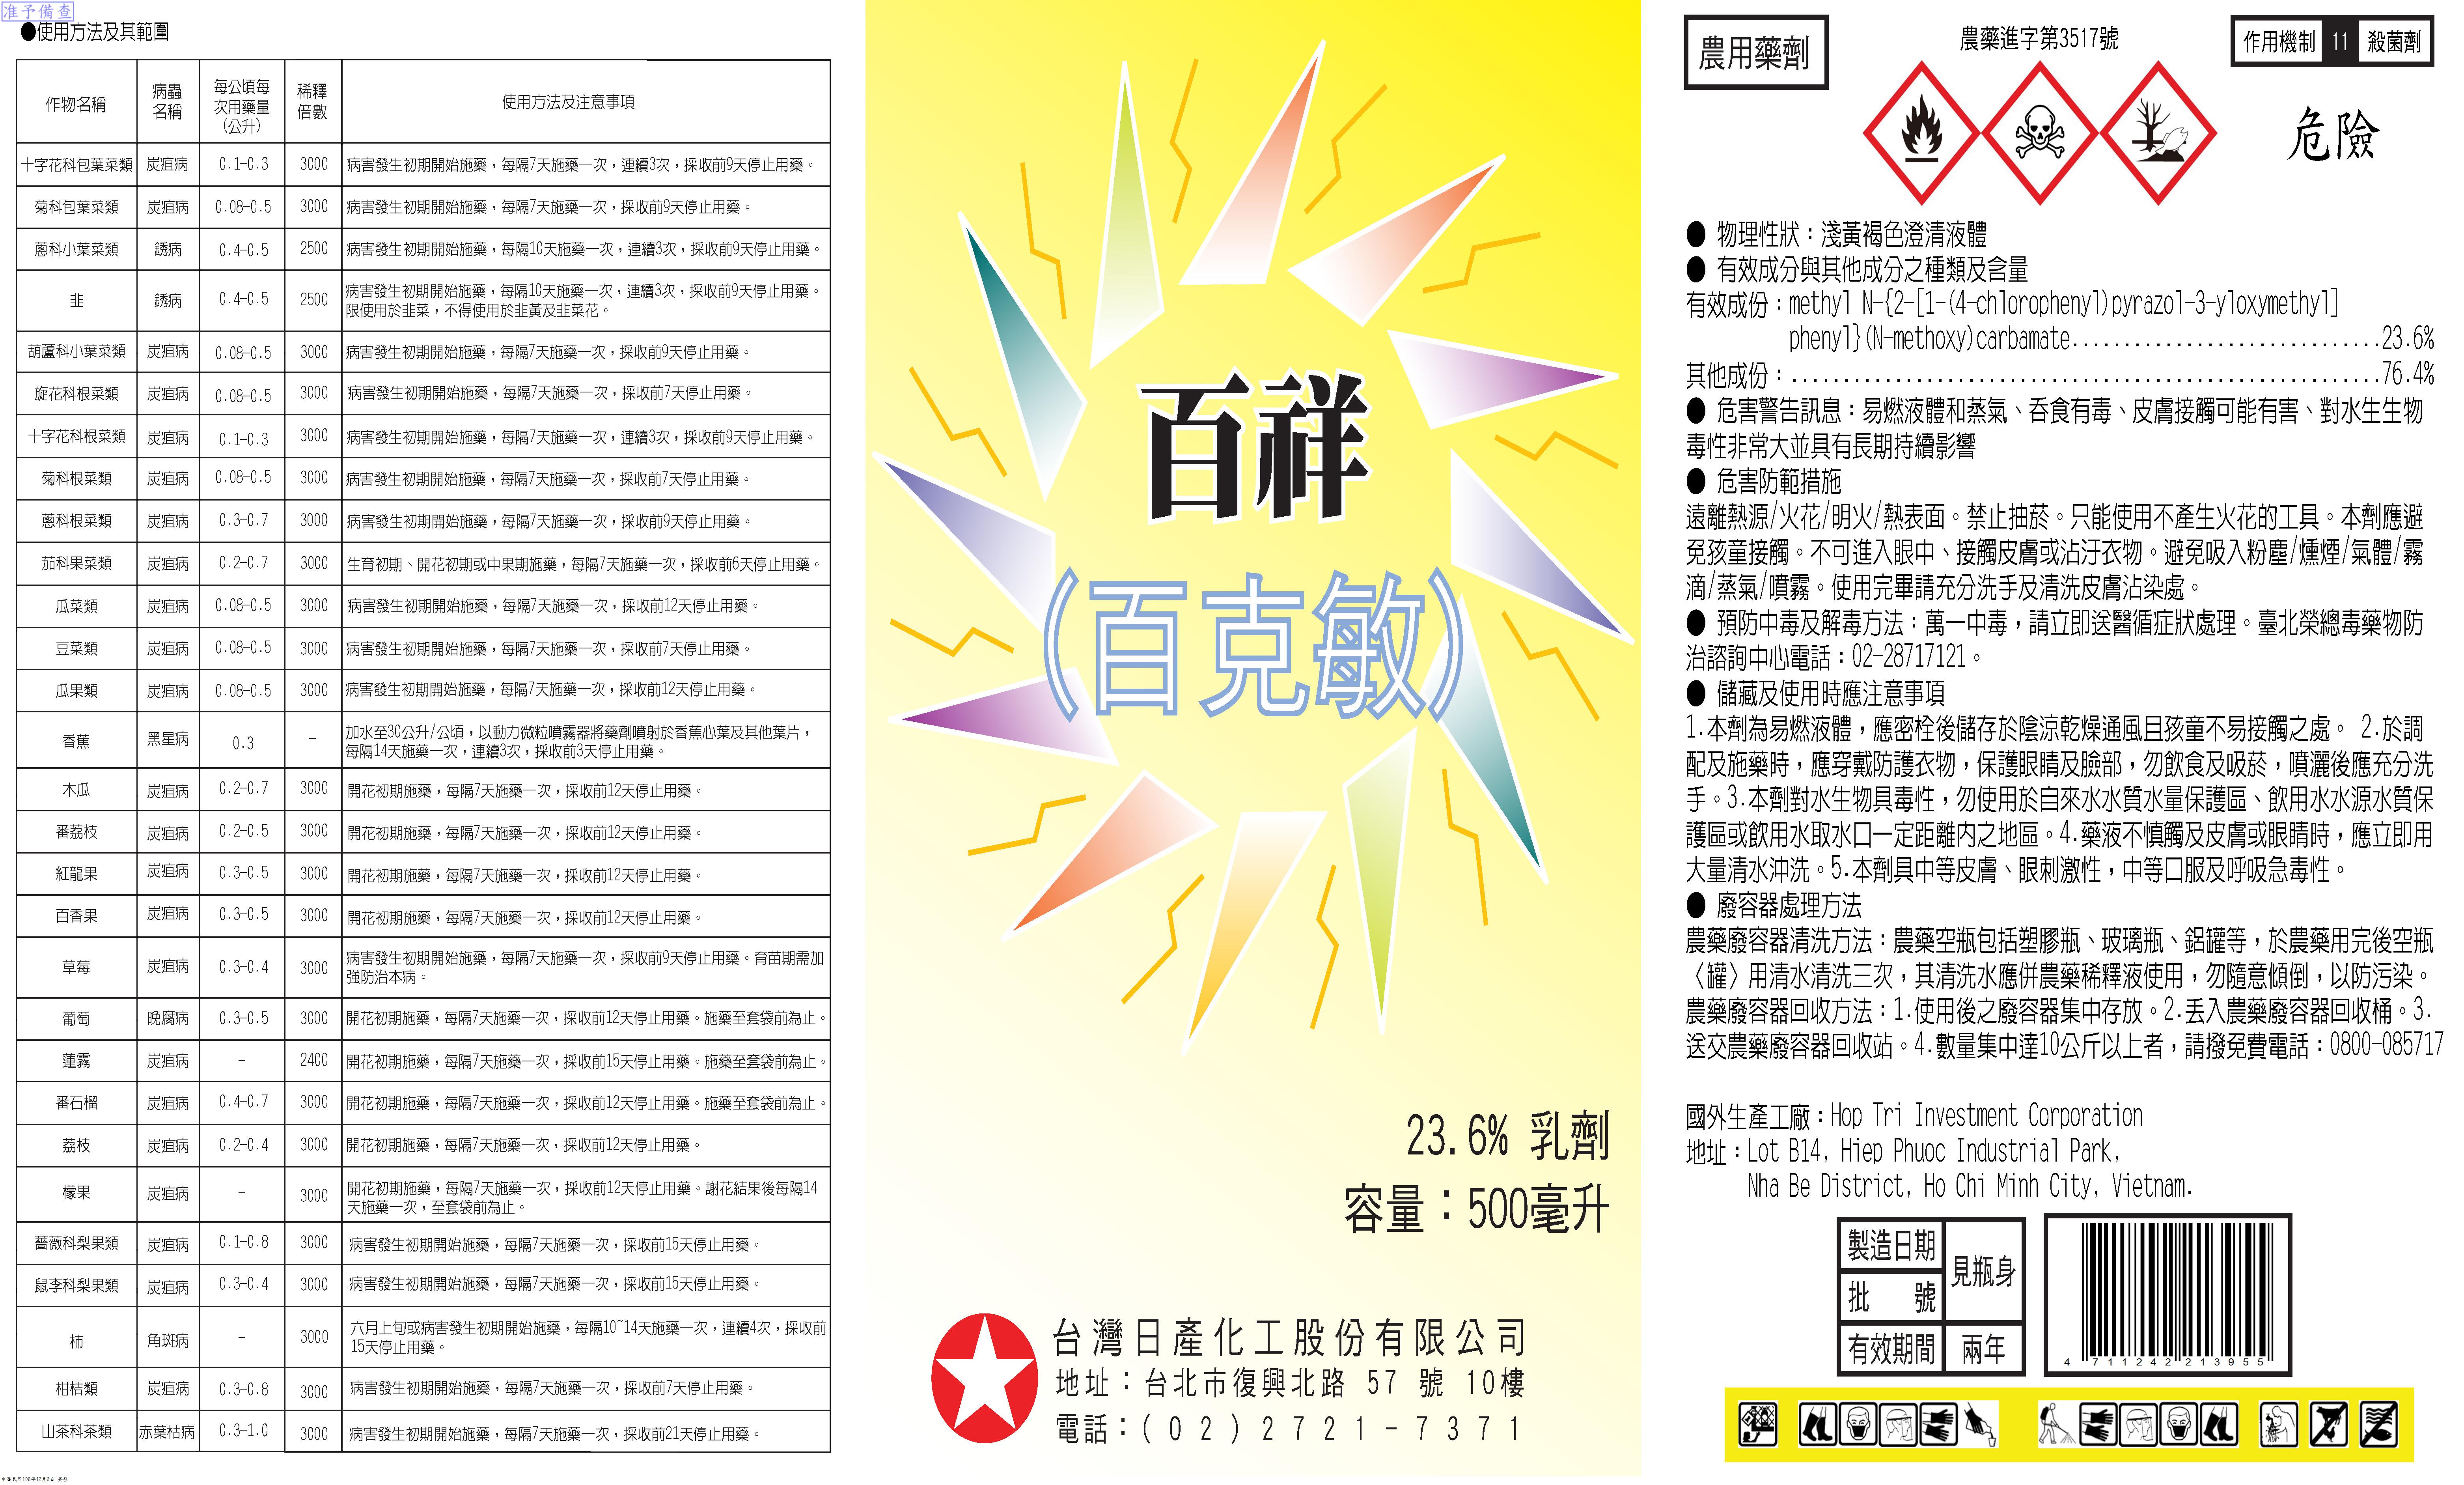 准予備查
●使用方法及其範圍
作物名稱 病蟲名稱 每公頃每次用藥量(公升) 稀釋倍數 使用方法及注意事項
十字花科包葉菜類 炭疽病 0.1-0.3 3000 病害發生初期開始施藥，每隔7天施藥一次，連續3次，採收前9天停止用藥。
菊科包葉菜類 炭疽病 0.08-0.5 3000 病害發生初期開始施藥，每隔7天施藥一次，採收前9天停止用藥。
蔥科小葉菜類 銹病 0.4-0.5 2500 病害發生初期開始施藥，每隔10天施藥一次，連續3次，採收前9天停止用藥。
韭 銹病 0.4-0.5 2500 病害發生初期開始施藥，每隔10天施藥一次，連續3次，採收前9天停止用藥。
限使用於韭菜，不得使用於韭黃及韭菜花。
葫蘆科小葉菜類 炭疽病 0.08-0.5 3000 病害發生初期開始施藥，每隔7天施藥一次，採收前9天停止用藥。
旋花科根菜類 炭疽病 0.08-0.5 3000 病害發生初期開始施藥，每隔7天施藥一次，採收前7天停止用藥。
十字花科根菜類 炭疽病 0.1-0.3 3000 病害發生初期開始施藥，每隔7天施藥一次，連續3次，採收前9天停止用藥。
菊科根菜類 炭疽病 0.08-0.5 3000 病害發生初期開始施藥，每隔7天施藥一次，採收前7天停止用藥。
蔥科根菜類 炭疽病 0.3-0.7 3000 病害發生初期開始施藥，每隔7天施藥一次，採收前9天停止用藥。
茄科果菜類 炭疽病 0.2-0.7 3000 生育初期、開花初期或中果期施藥，每隔7天施藥一次，採收前6天停止用藥。
瓜菜類 炭疽病 0.08-0.5 3000 病害發生初期開始施藥，每隔7天施藥一次，採收前12天停止用藥。
豆菜類 炭疽病 0.08-0.5 3000 病害發生初期開始施藥，每隔7天施藥一次，採收前7天停止用藥。
瓜果類 炭疽病 0.08-0.5 3000 病害發生初期開始施藥，每隔7天施藥一次，採收前12天停止用藥。
香蕉 黑星病 0.3 - 加水至30公升/公頃，以動力微粒噴霧器將藥劑噴射於香蕉心葉及其他葉片，
每隔14天施藥一次，連續3次，採收前3天停止用藥。
木瓜 炭疽病 0.2-0.7 3000 開花初期施藥，每隔7天施藥一次，採收前12天停止用藥。
番荔枝 炭疽病 0.2-0.5 3000 開花初期施藥，每隔7天施藥一次，採收前12天停止用藥。
紅龍果 炭疽病 0.3-0.5 3000 開花初期施藥，每隔7天施藥一次，採收前12天停止用藥。
百香果 炭疽病 0.3-0.5 3000 開花初期施藥，每隔7天施藥一次，採收前12天停止用藥。
草莓 炭疽病 0.3-0.4 3000 病害發生初期開始施藥，每隔7天施藥一次，採收前9天停止用藥。育苗期需加
強防治本病。
葡萄 晚腐病 0.3-0.5 3000 開花初期施藥，每隔7天施藥一次，採收前12天停止用藥。施藥至套袋前為止。
蓮霧 炭疽病 - 2400 開花初期施藥，每隔7天施藥一次，採收前15天停止用藥。施藥至套袋前為止。
番石榴 炭疽病 0.4-0.7 3000 開花初期施藥，每隔7天施藥一次，採收前12天停止用藥。施藥至套袋前為止。
荔枝 炭疽病 0.2-0.4 3000 開花初期施藥，每隔7天施藥一次，採收前12天停止用藥。
檬果 炭疽病 - 3000 開花初期施藥，每隔7天施藥一次，採收前12天停止用藥。謝花結果後每隔14
天施藥一次，至套袋前為止。
薔薇科梨果類 炭疽病 0.1-0.8 3000 病害發生初期開始施藥，每隔7天施藥一次，採收前15天停止用藥。
鼠李科梨果類 炭疽病 0.3-0.4 3000 病害發生初期開始施藥，每隔7天施藥一次，採收前15天停止用藥。
柿 角斑病 - 3000 六月上旬或病害發生初期開始施藥，每隔10~14天施藥一次，連續4次，採收前
15天停止用藥。
柑桔類 炭疽病 0.3-0.8 3000 病害發生初期開始施藥，每隔7天施藥一次，採收前7天停止用藥。
山茶科茶類 赤葉枯病 0.3-1.0 3000 病害發生初期開始施藥，每隔7天施藥一次，採收前21天停止用藥。
中華民國108年12月3日
百祥
(百克敏)
23.6% 乳劑
容量：500毫升
台灣日產化工股份有限公司
地址：台北市復興北路 57 號 10樓
電話：(02)2721-7371
農用藥劑
農藥進字第3517號
作用機制 11 殺菌劑
危險
● 物理性狀：淺黃褐色澄清液體
● 有效成分與其他成分之種類及含量
有效成份：methyl N-{2-[1-(4-chlorophenyl)pyrazol-3-yloxymethyl]
phenyl}(N-methoxy)carbamate..............................23.6%
其他成份：.........................................................76.4%
● 危害警告訊息：易燃液體和蒸氣、吞食有毒、皮膚接觸可能有害、對水生生物
毒性非常大並具有長期持續影響
● 危害防範措施
遠離熱源/火花/明火/熱表面。禁止抽菸。只能使用不產生火花的工具。本劑應避
免孩童接觸。不可進入眼中、接觸皮膚或沾汙衣物。避免吸入粉塵/燻煙/氣體/霧
滴/蒸氣/噴霧。使用完畢請充分洗手及清洗皮膚沾染處。
● 預防中毒及解毒方法：萬一中毒，請立即送醫循症狀處理。臺北榮總毒藥物防
治諮詢中心電話：02-28717121。
● 儲藏及使用時應注意事項
1.本劑為易燃液體，應密栓後儲存於陰涼乾燥通風且孩童不易接觸之處。 2.於調
配及施藥時，應穿戴防護衣物，保護眼睛及臉部，勿飲食及吸菸，噴灑後應充分洗
手。3.本劑對水生物具毒性，勿使用於自來水水質水量保護區、飲用水水源水質保
護區或飲用水取水口一定距離內之地區。4.藥液不慎觸及皮膚或眼睛時，應立即用
大量清水沖洗。5.本劑具中等皮膚、眼刺激性，中等口服及呼吸急毒性。
● 廢容器處理方法
農藥廢容器清洗方法：農藥空瓶包括塑膠瓶、玻璃瓶、鋁罐等，於農藥用完後空瓶
〈罐〉用清水清洗三次，其清洗水應併農藥稀釋液使用，勿隨意傾倒，以防污染。
農藥廢容器回收方法：1.使用後之廢容器集中存放。2.丟入農藥廢容器回收桶。3.
送交農藥廢容器回收站。4.數量集中達10公斤以上者，請撥免費電話：0800-085717
國外生產工廠：Hop Tri Investment Corporation
地址：Lot B14, Hiep Phuoc Industrial Park,
Nha Be District, Ho Chi Minh City, Vietnam.
製造日期 見瓶身
批 號
有效期間 兩年
4 711242 213955